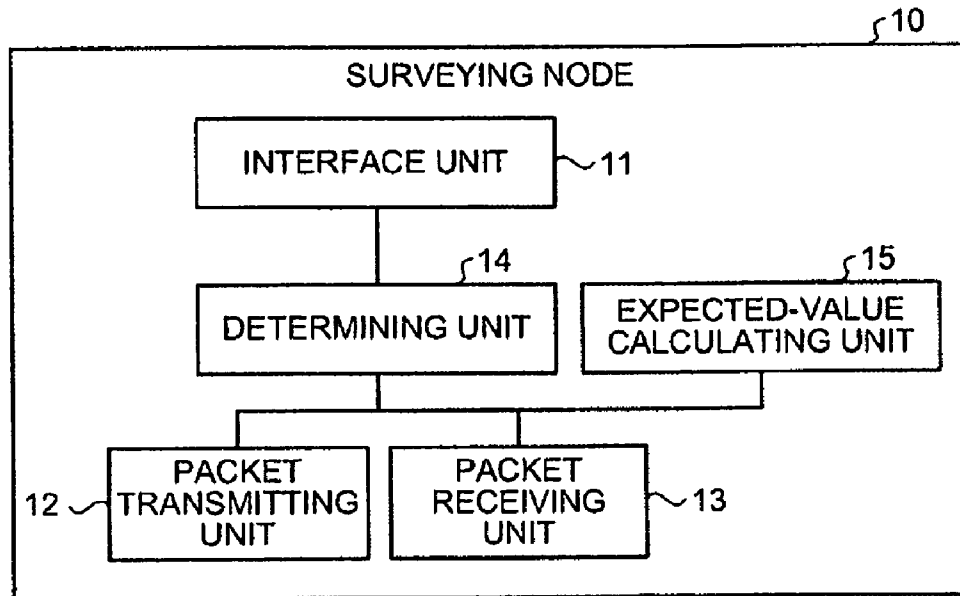 10
SURVEYING NODE
INTERFACE UNIT
11
14
15
DETERMINING UNIT
EXPECTED-VALUE
CALCULATING UNIT
12
PACKET
TRANSMITTING
UNIT
PACKET
RECEIVING
UNIT
13